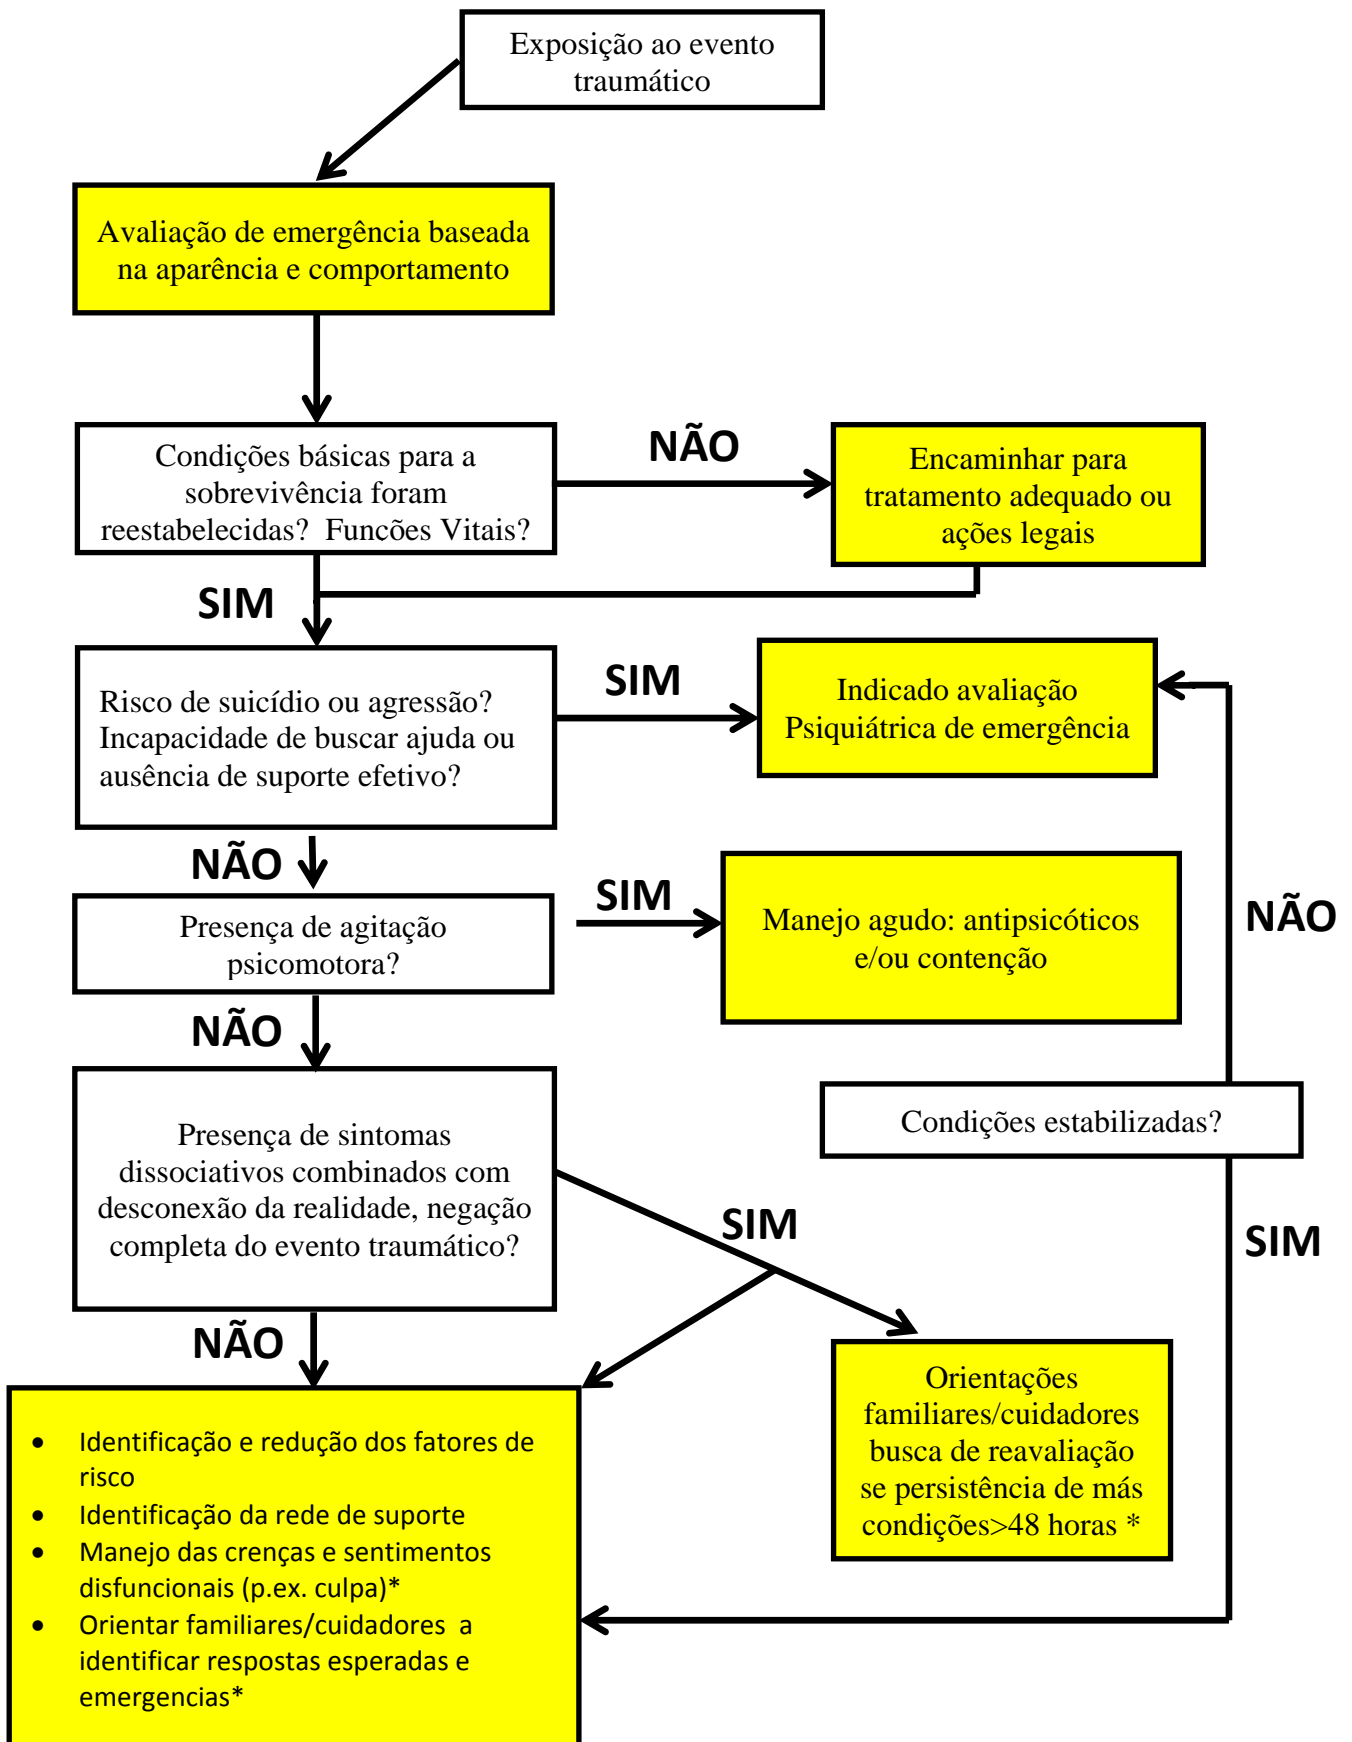 Exposição ao evento
traumático
Avaliação de emergência baseada
na aparência e comportamento
Condições básicas para a
sobrevivência foram
reestabelecidas?  Funcões Vitais?
NÃO
Encaminhar para
tratamento adequado ou
ações legais
SIM
Risco de suicídio ou agressão?
Incapacidade de buscar ajuda ou
ausência de suporte efetivo?
SIM
Indicado avaliação
Psiquiátrica de emergência
NÃO
Presença de agitação
psicomotora?
SIM
Manejo agudo: antipsicóticos
e/ou contenção
NÃO
NÃO
Condições estabilizadas?
Presença de sintomas
dissociativos combinados com
desconexão da realidade, negação
completa do evento traumático?
SIM
SIM
NÃO
Orientações
familiares/cuidadores
busca de reavaliação
se persistência de más
condições>48 horas *
• Identificação e redução dos fatores de
risco
• Identificação da rede de suporte
• Manejo das crenças e sentimentos
disfuncionais (p.ex. culpa)*
• Orientar familiares/cuidadores  a
identificar respostas esperadas e
emergencias*